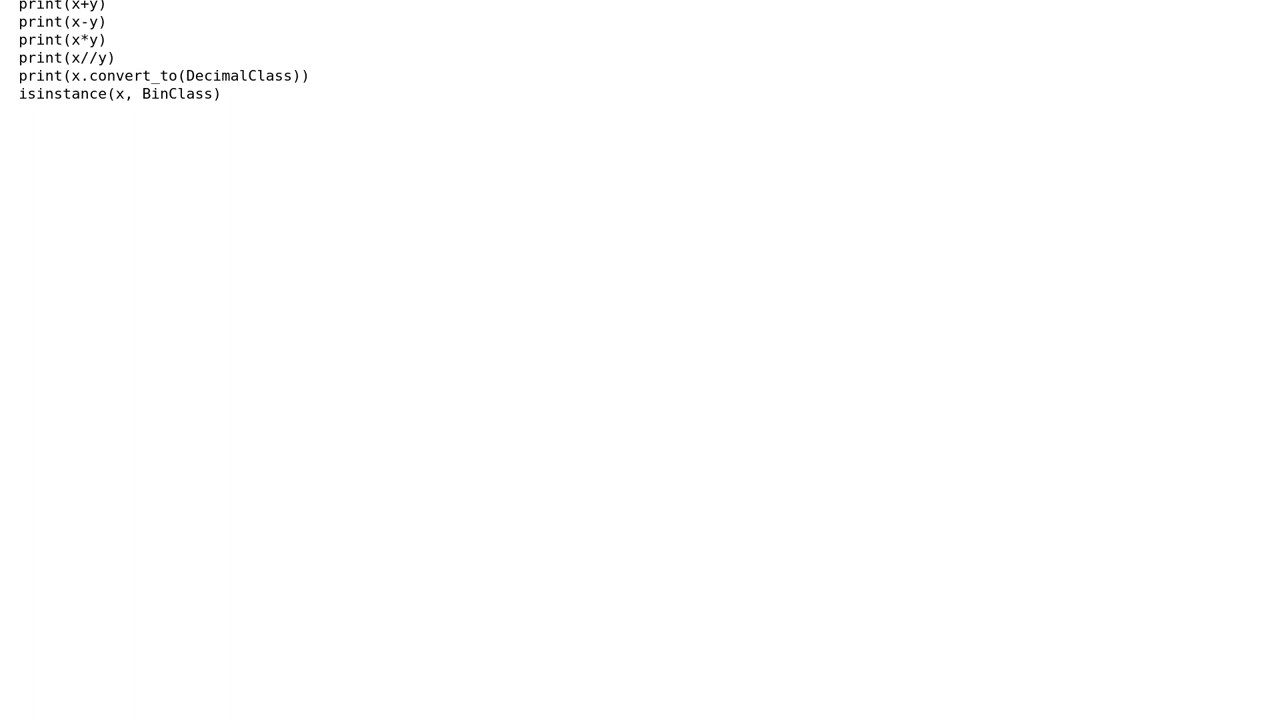 print(x+y)
print(x-y)
print(x*y)
print(x//y)
print(x.convert_to(DecimalClass))
isinstance(x, BinClass)